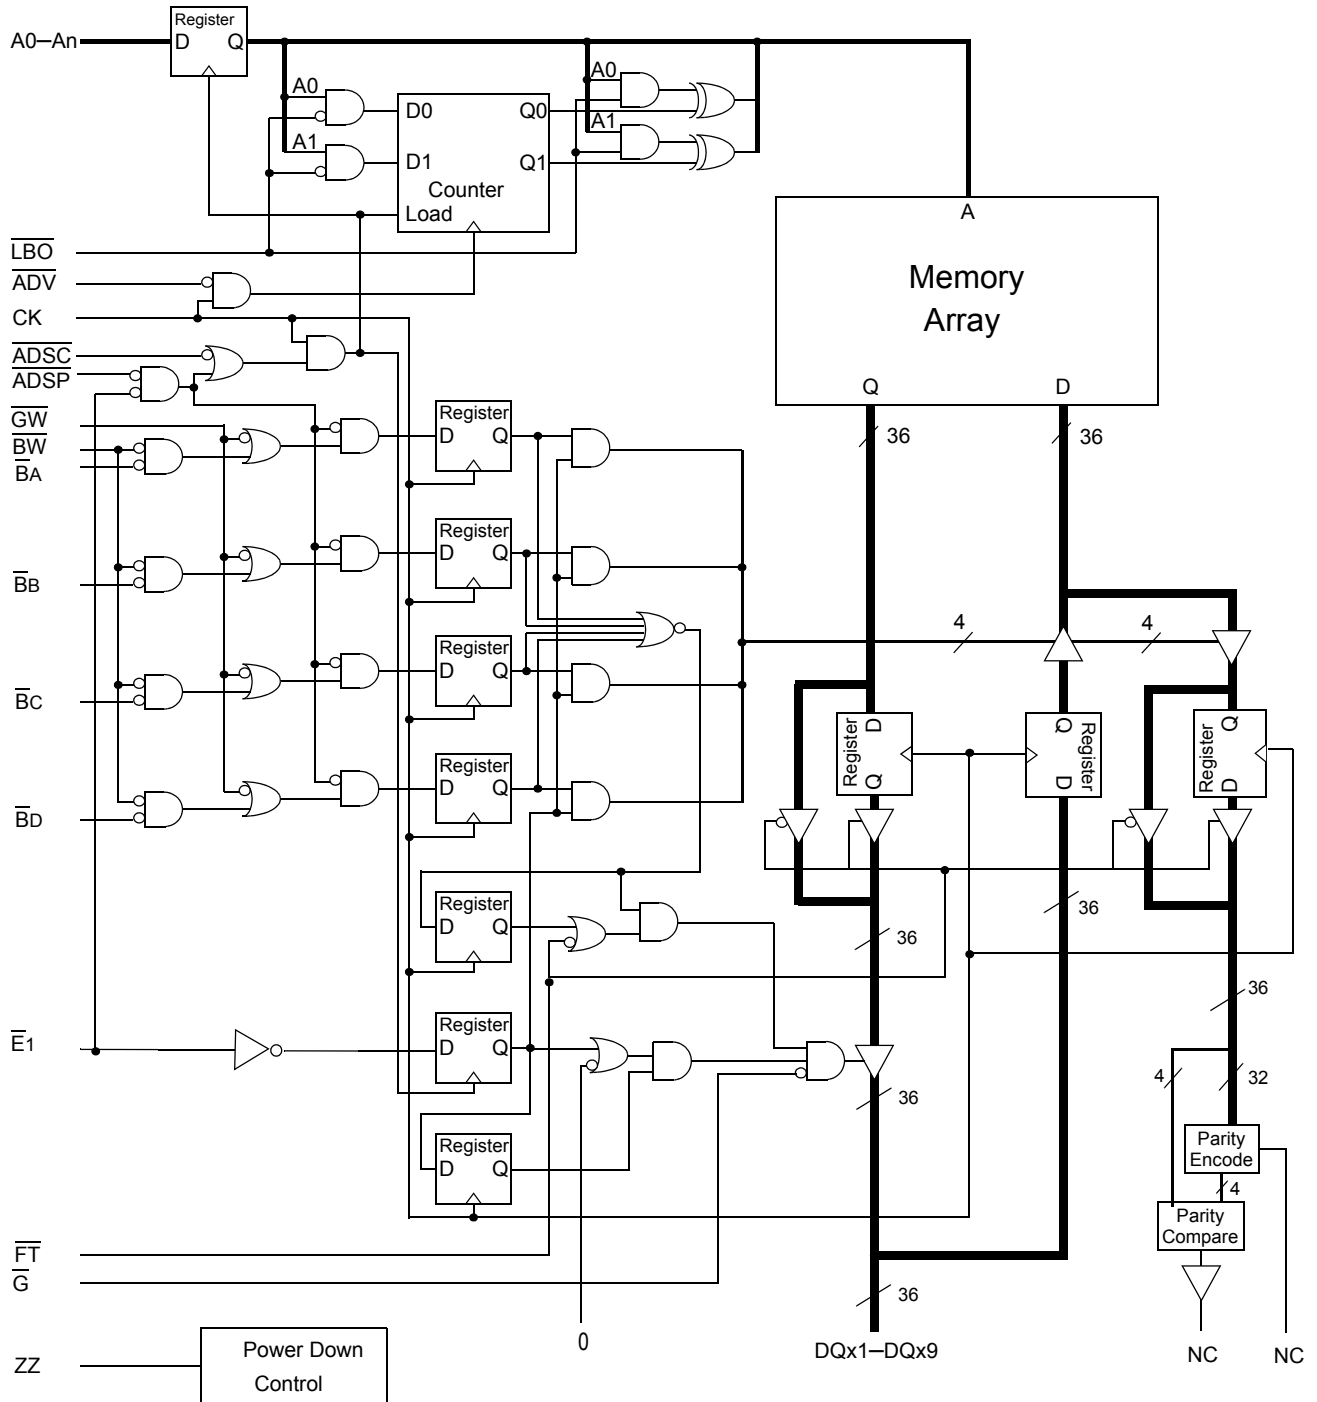 Register
A0–An
D Q
A0
A0
D0 Q0
A1
A1
D1 Q1
Counter
Load
A
LBO
ADV
Memory
Array
CK
ADSC
ADSP
Q D
GW
BW
BA
Register
D Q
36
36
Register
D Q
BB
4
4
Register
D Q
BC
Register
D
Q
Register
Q
D
Register
Q
D
Register
D Q
BD
Register
D Q
36
36
36
E1
Register
D Q
4
32
36
Register
D Q
Parity
Encode
4
Parity
Compare
FT
G
36
0
DQx1–DQx9
NC
NC
ZZ
Power Down
Control